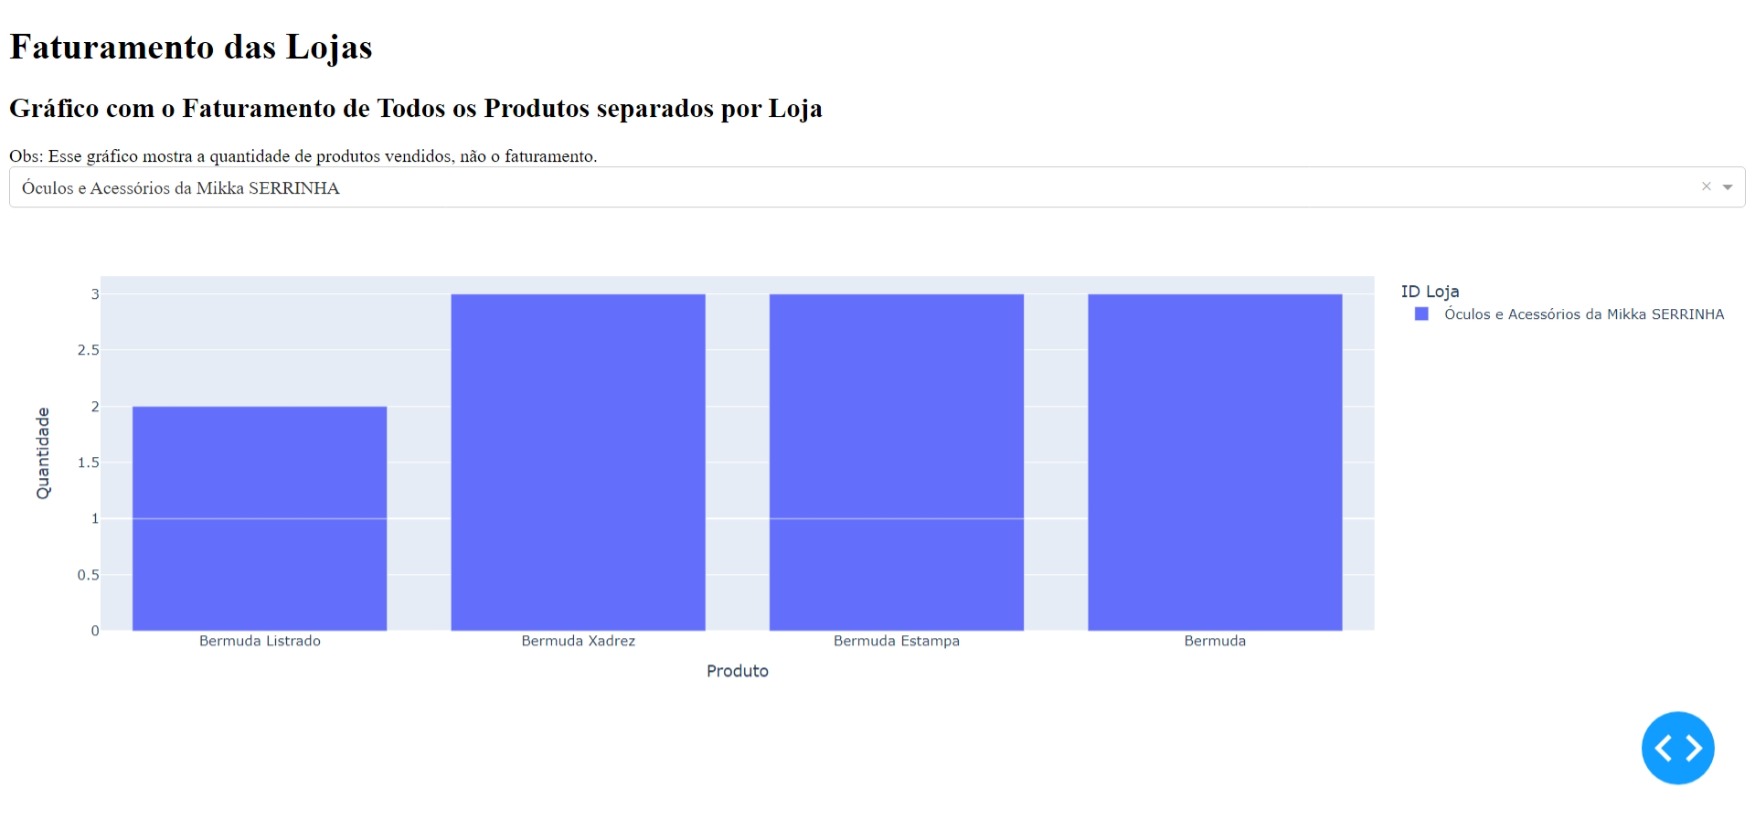 Faturamento das Lojas
Gráfico com o Faturamento de Todos os Produtos separados por Loja
Obs: Esse gráfico mostra a quantidade de produtos vendidos, não o faturamento.
Óculos e Acessórios da Mikka SERRINHA
ID Loja
Óculos e Acessórios da Mikka SERRINHA
3
2.5
2
1.5
1
0.5
0
Quantidade
Bermuda Listrado Bermuda Xadrez Bermuda Estampa Bermuda
Produto